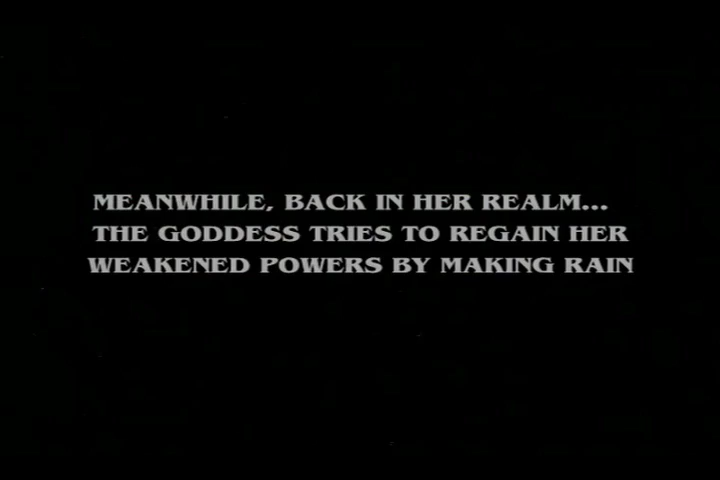 MEANWHILE, BACK IN HER REALM...
THE GODDESS TRIES TO REGAIN HER
WEAKENED POWERS BY MAKING RAIN